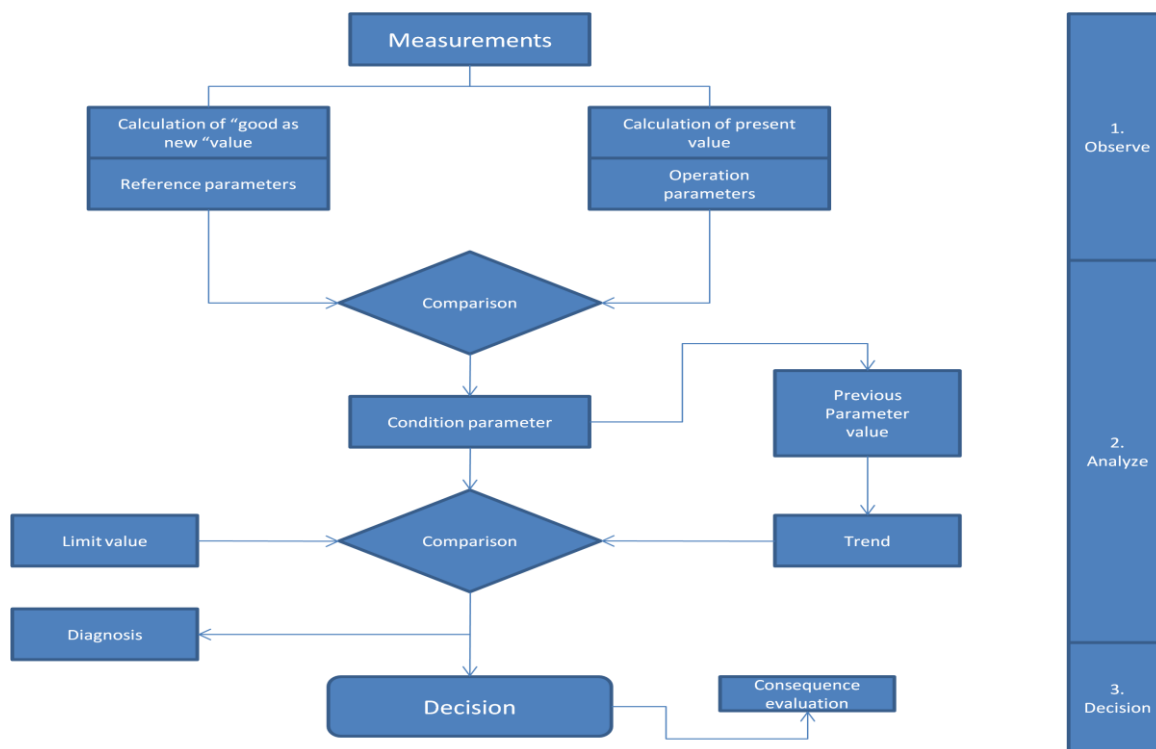 Measurements
Calculation of “good as
new “value
Reference parameters
Calculation of present
value
Operation
parameters
1.
Observe
Comparison
Condition parameter
Previous
Parameter
value
2.
Analyze
Limit value
Comparison
Trend
Diagnosis
Decision
Consequence
evaluation
3.
Decision